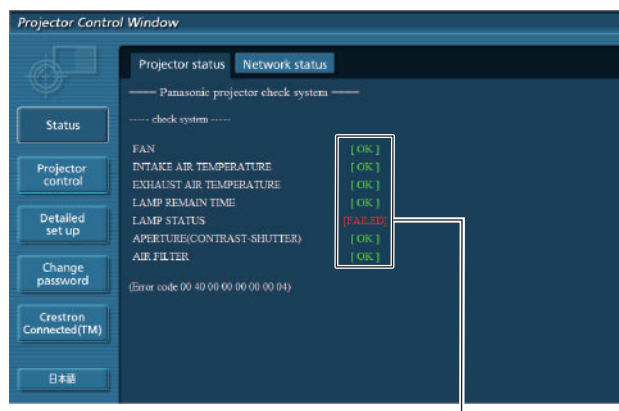 Projector Control Window
Projector status Network status
---- Panasonic projector check system ----
Status
----- check system -----
FAN [ OK ]
Projector control
INTAKE AIR TEMPERATURE [ OK ]
EXHAUST AIR TEMPERATURE [ OK ]
LAMP REMAIN TIME [ OK ]
Detailed set up
LAMP STATUS [FAILED]
APERTURE(CONTRAST-SHUTTER) [ OK ]
AIR FILTER [ OK ]
Change password
(Error code 00 40 00 00 00 00 00 04)
Crestron Connected(TM)
日本語